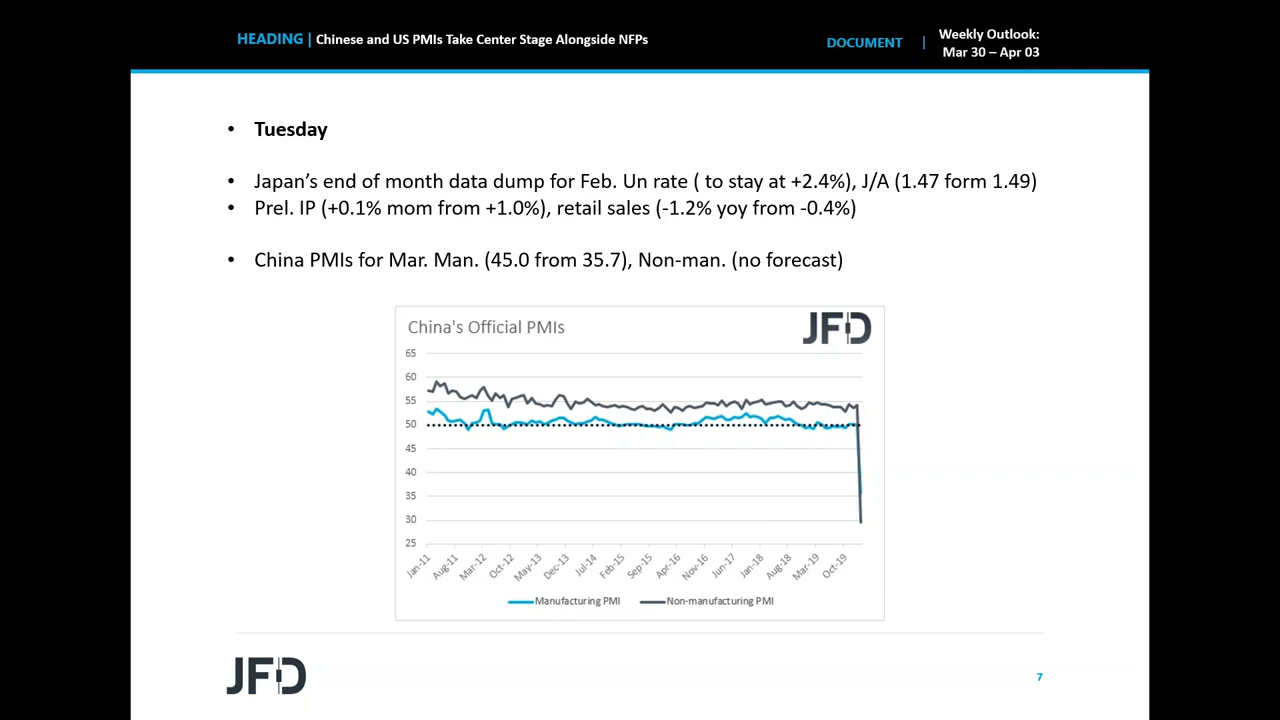 HEADING | Chinese and US PMIs Take Center Stage Alongside NFPs
DOCUMENT | Weekly Outlook:
Mar 30 – Apr 03
• Tuesday
• Japan’s end of month data dump for Feb. Un rate ( to stay at +2.4%), J/A (1.47 form 1.49)
• Prel. IP (+0.1% mom from +1.0%), retail sales (-1.2% yoy from -0.4%)
• China PMIs for Mar. Man. (45.0 from 35.7), Non-man. (no forecast)
China's Official PMIs
JFD
65
60
55
50
45
40
35
30
25
Jan-11 Aug-11 Mar-12 Oct-12 May-13 Dec-13 Jul-14 Feb-15 Sep-15 Apr-16 Nov-16 Jun-17 Jan-18 Aug-18 Mar-19 Oct-19
Manufacturing PMI Non-manufacturing PMI
JFD
7